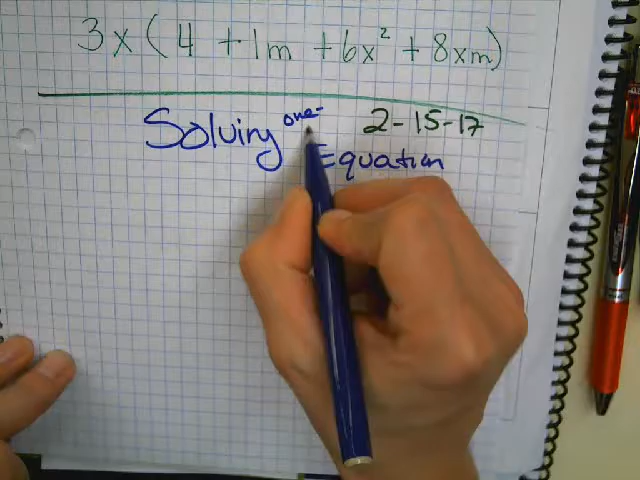 3x(4 + 1m + 6x² + 8xm)
Solving one- 2-15-17
Equation